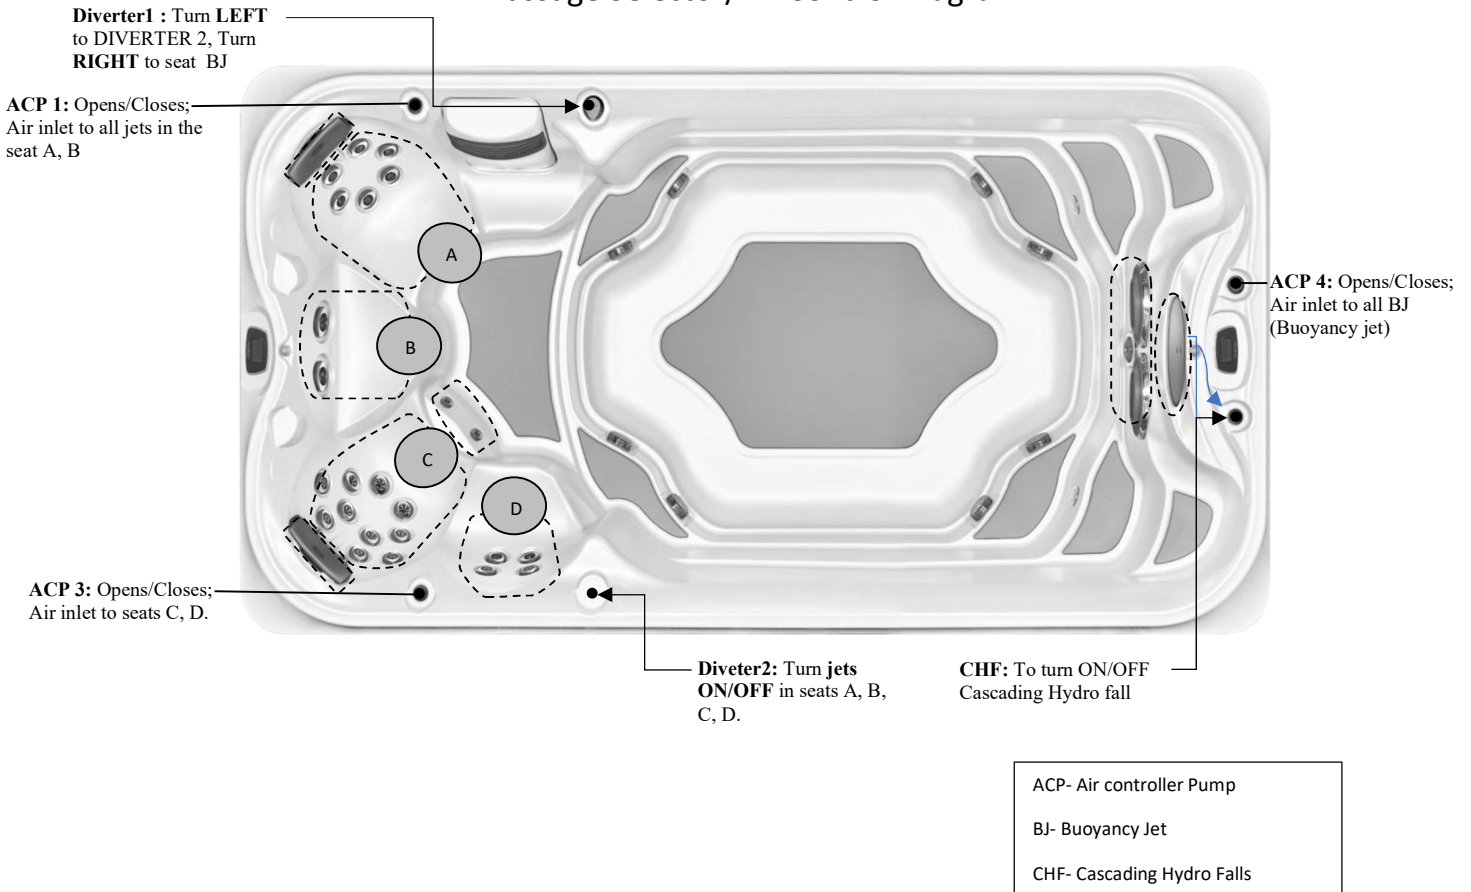 Diverter1 : Turn LEFT
to DIVERTER 2, Turn
RIGHT to seat BJ
ACP 1: Opens/Closes;
Air inlet to all jets in the
seat A, B
A
B
C
D
ACP 4: Opens/Closes;
Air inlet to all BJ
(Buoyancy jet)
ACP 3: Opens/Closes;
Air inlet to seats C, D.
Diveter2: Turn jets
ON/OFF in seats A, B,
C, D.
CHF: To turn ON/OFF
Cascading Hydro fall
ACP- Air controller Pump
BJ- Buoyancy Jet
CHF- Cascading Hydro Falls